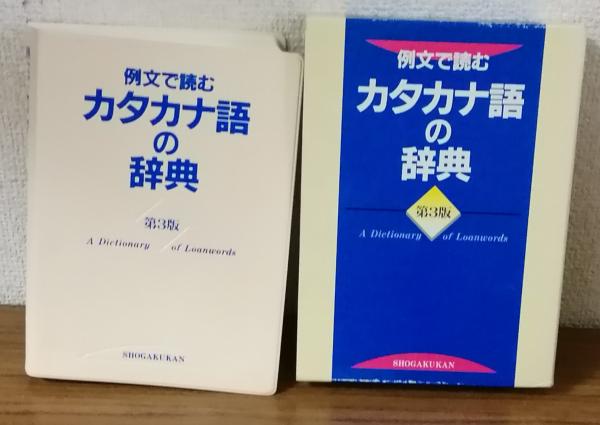 例文で読む
カタカナ語
の
辞典
第3版
A Dictionary of Loanwords
SHOGAKUKAN
例文で読む
カタカナ語
の
辞典
第3版
A Dictionary of Loanwords
SHOGAKUKAN